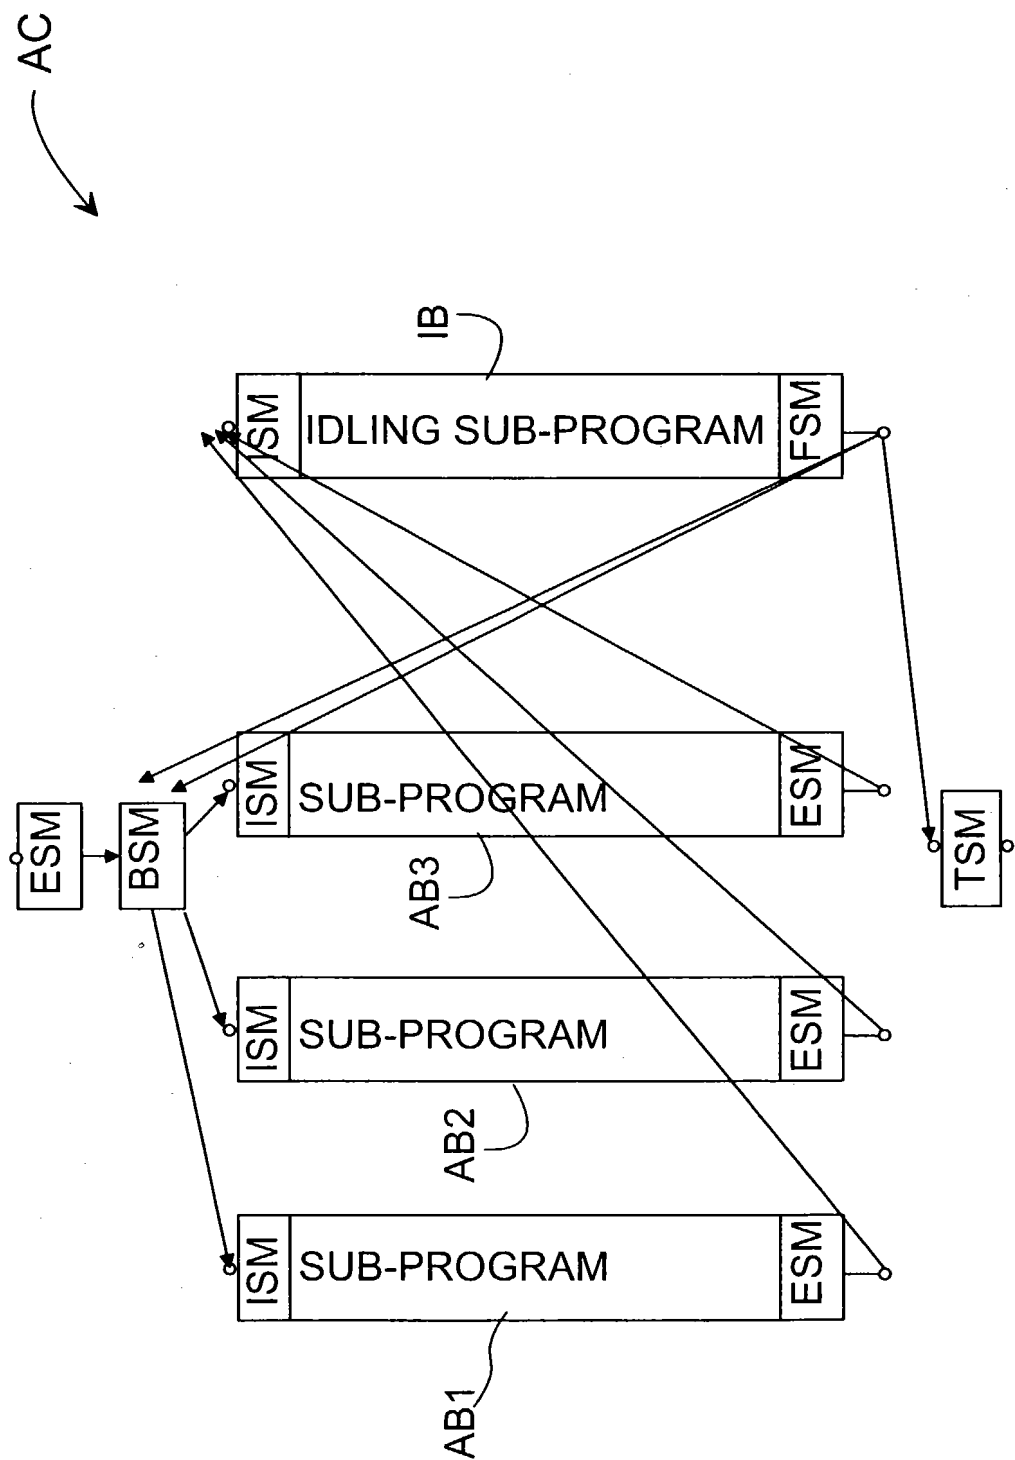 AC
ESM
BSM
ISM
SUB-PROGRAM
ESM
AB1
ISM
SUB-PROGRAM
ESM
AB2
ISM
SUB-PROGRAM
ESM
AB3
ISM
IDLING SUB-PROGRAM
FSM
IB
TSM